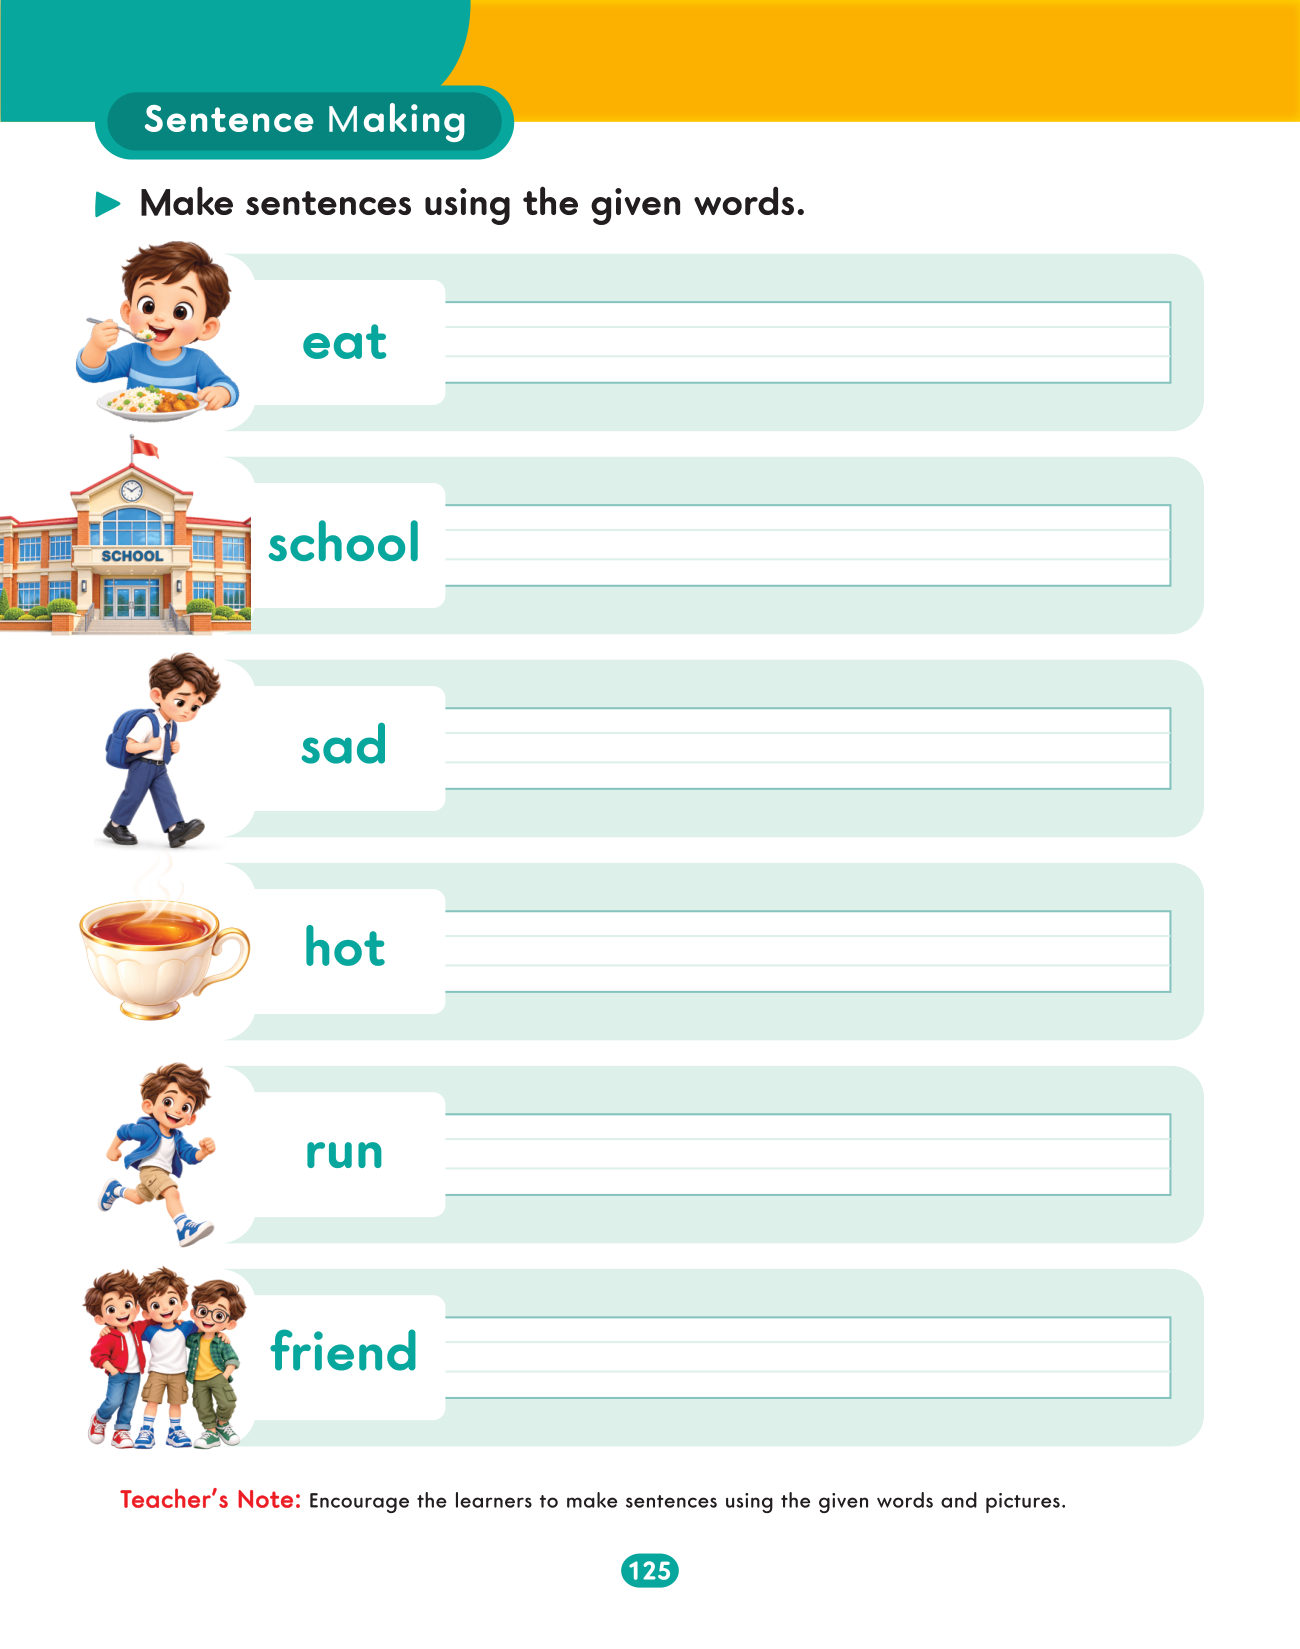 Sentence Making
Make sentences using the given words.
eat
SCHOOL
school
sad
hot
run
friend
Teacher's Note: Encourage the learners to make sentences using the given words and pictures.
125